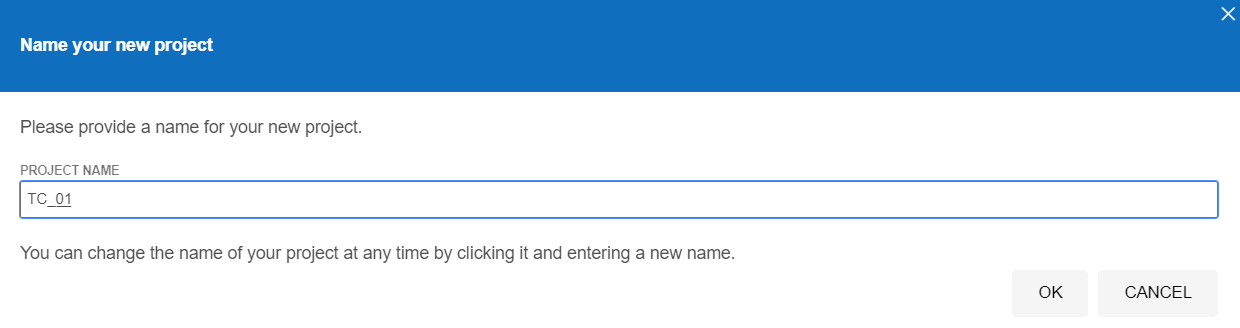 Name your new project
Please provide a name for your new project.
PROJECT NAME
TC_01
You can change the name of your project at any time by clicking it and entering a new name.
OK CANCEL